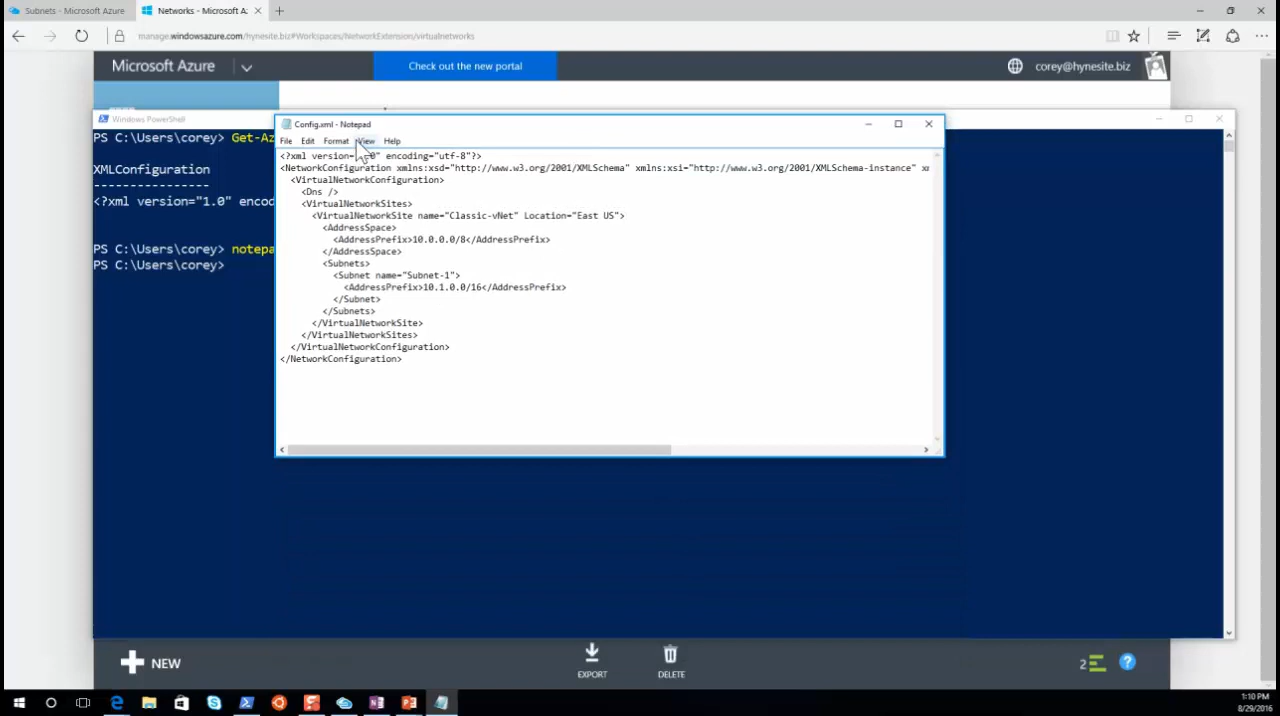 Subnets - Microsoft Azure
Networks - Microsoft A
manage.windowsazure.com/hynesite.biz#Workspaces/NetworkExtension/virtualnetworks
Microsoft Azure
Check out the new portal
corey@hynesite.biz
Windows PowerShell
PS C:\Users\corey> Get-Az
XMLConfiguration
----------------
<?xml version="1.0" encod
PS C:\Users\corey> notepa
PS C:\Users\corey>
Config.xml - Notepad
File Edit Format View Help
<?xml version= 0" encoding="utf-8"?>
<NetworkConfiguration xmlns:xsd="http://www.w3.org/2001/XMLSchema" xmlns:xsi="http://www.w3.org/2001/XMLSchema-instance" x
<VirtualNetworkConfiguration>
<Dns />
<VirtualNetworkSites>
<VirtualNetworkSite name="Classic-vNet" Location="East US">
<AddressSpace>
<AddressPrefix>10.0.0.0/8</AddressPrefix>
</AddressSpace>
<Subnets>
<Subnet name="Subnet-1">
<AddressPrefix>10.1.0.0/16</AddressPrefix>
</Subnet>
</Subnets>
</VirtualNetworkSite>
</VirtualNetworkSites>
</VirtualNetworkConfiguration>
</NetworkConfiguration>
NEW
EXPORT
DELETE
2
?
1:10 PM
8/29/2016